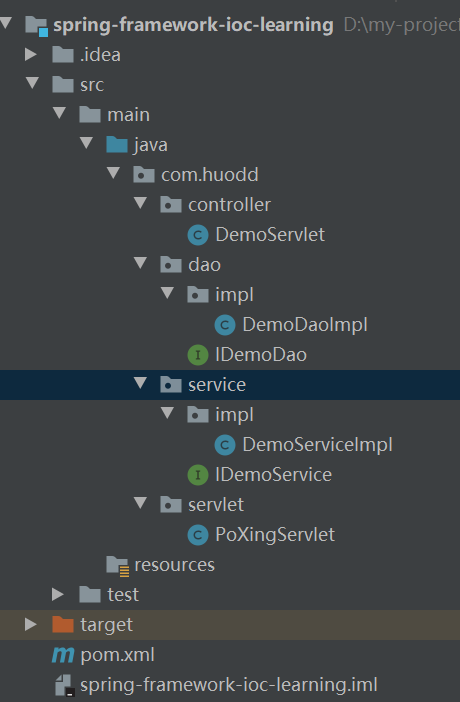 spring-framework-ioc-learning D:\my-projec
.idea
src
main
java
com.huodd
controller
C DemoServlet
dao
impl
C DemoDaoImpl
I IDemoDao
service
impl
C DemoServiceImpl
I IDemoService
servlet
C PoXingServlet
resources
test
target
m pom.xml
spring-framework-ioc-learning.iml